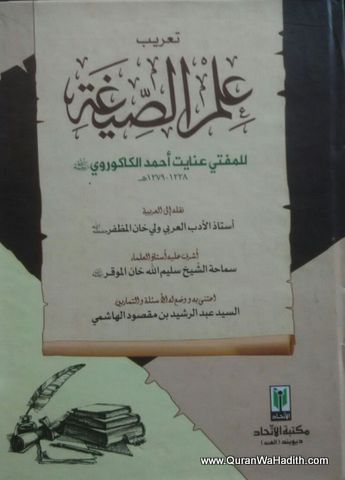 تعريب
علم الصيغة
للمفتي عنايت أحمد الكاكوروي
١٢٢٨-١٢٧٩هـ
نقله إلى العربية
أستاذ الأدب العربي ولي خان المظفر
أشرف عليه أستاذ العلماء
سماحة الشيخ سليم الله خان الموقر
اعتنى به ووضع له الأسئلة والتمارين
السيد عبد الرشيد بن مقصود الهاشمي
الاتحاد
مكتبة الاتحاد
ديوبند (الهند)
www.QuranWaHadith.com